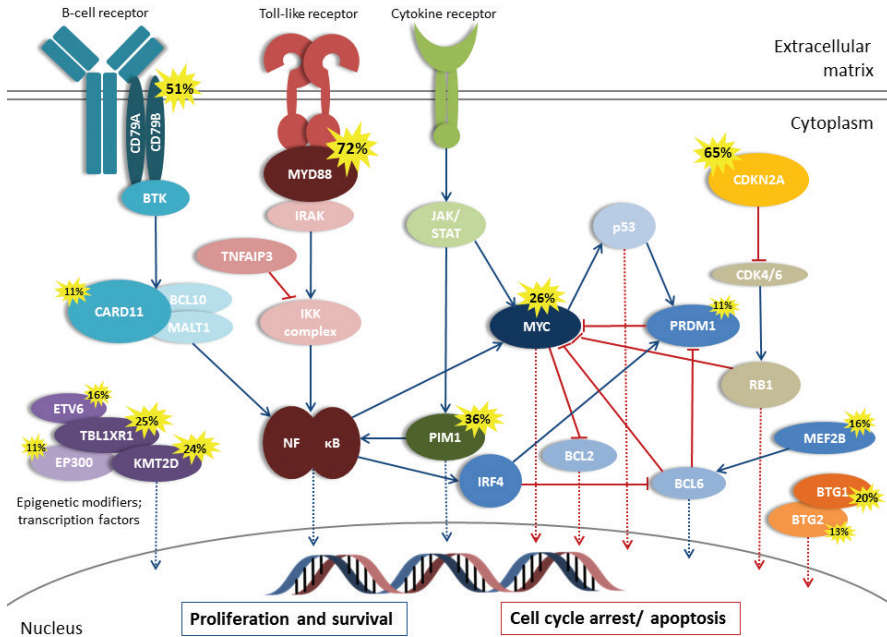 B-cell receptor
Toll-like receptor
Cytokine receptor
Extracellular
matrix
Cytoplasm
51%
CD79A
CD79B
72%
MYD88
65%
CDKN2A
BTK
IRAK
JAK/
STAT
p53
TNFAIP3
CDK4/6
11%
CARD11
BCL10
MALT1
IKK
complex
26%
MYC
11%
PRDM1
RB1
ETV6
16%
TBL1XR1
25%
11%
EP300
KMT2D
24%
NF κB
PIM1
36%
BCL2
MEF2B
16%
IRF4
BCL6
BTG1
20%
BTG2
13%
Epigenetic modifiers;
transcription factors
Proliferation and survival
Cell cycle arrest/ apoptosis
Nucleus